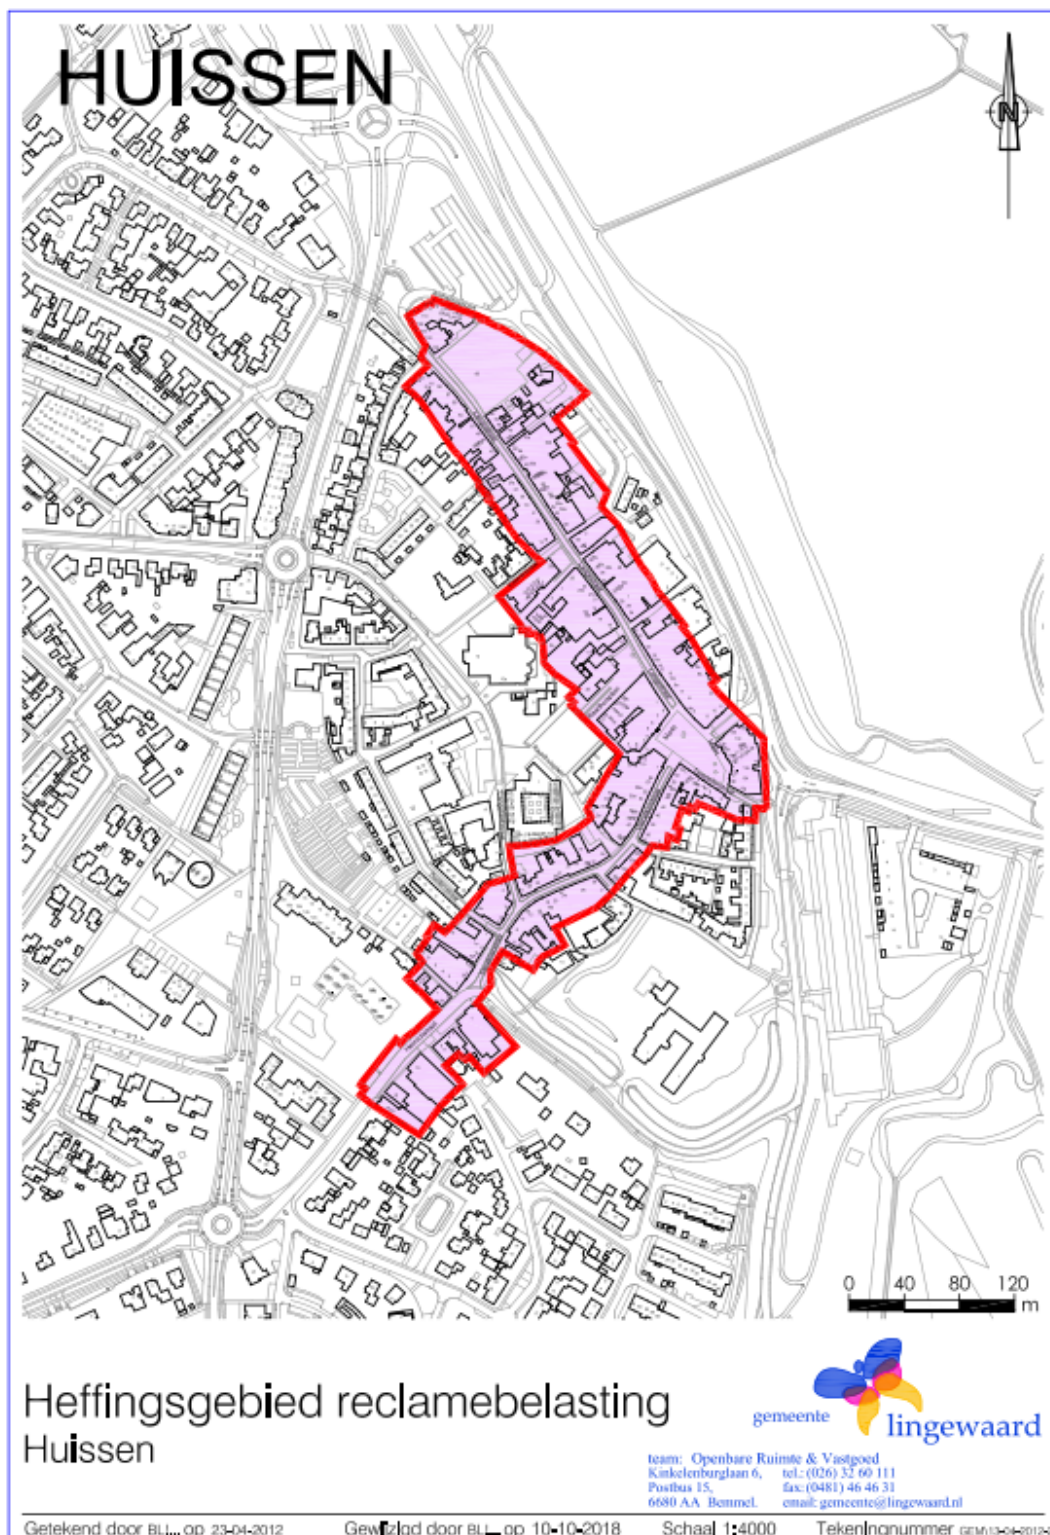 HUISSEN
N
0 40 80 120
m
Heffingsgebied reclamebelasting
Huissen
gemeente
lingewaard
team: Openbare Ruimte & Vastgoed
Kinkelenburglaan 6, tel.: (026) 32 60 111
Postbus 15, fax: (0481) 46 46 31
6680 AA Bemmel. email: gemeente@lingewaard.nl
Getekend door BLI... op 23-04-2012 Gewijzigd door BLI... op 10-10-2018 Schaal 1:4000 Tekeningnummer